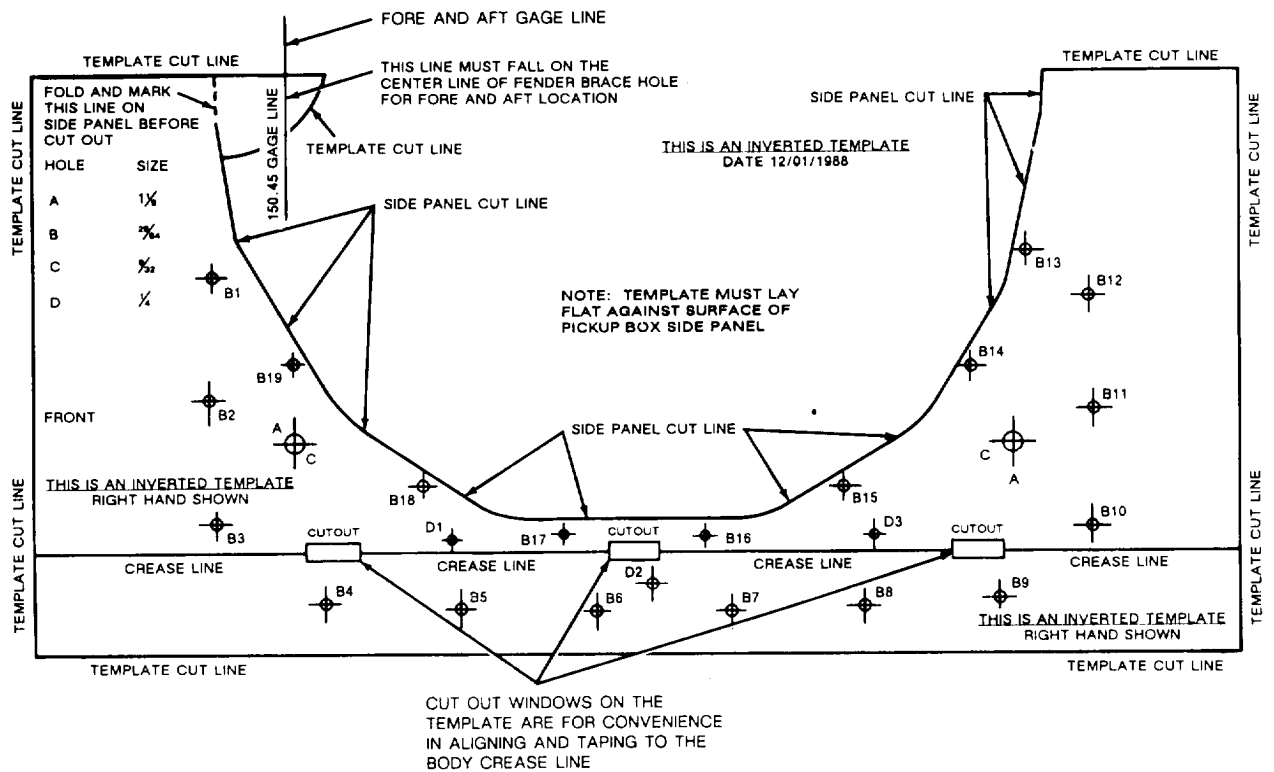 FORE AND AFT GAGE LINE
TEMPLATE CUT LINE
THIS LINE MUST FALL ON THE
CENTER LINE OF FENDER BRACE HOLE
FOR FORE AND AFT LOCATION
TEMPLATE CUT LINE
FOLD AND MARK
THIS LINE ON
SIDE PANEL BEFORE
CUT OUT
TEMPLATE CUT LINE
150.45 GAGE LINE
TEMPLATE CUT LINE
SIDE PANEL CUT LINE
THIS IS AN INVERTED TEMPLATE
DATE 12/01/1988
TEMPLATE CUT LINE
HOLE SIZE
A 1⅛
B 29/64
C 9/32
D ¼
SIDE PANEL CUT LINE
B1
B13
B12
NOTE: TEMPLATE MUST LAY
FLAT AGAINST SURFACE OF
PICKUP BOX SIDE PANEL
B19
B14
B2
B11
FRONT
A
C
SIDE PANEL CUT LINE
C
A
THIS IS AN INVERTED TEMPLATE
RIGHT HAND SHOWN
B18
B15
B3
D1
B17
B16
D3
B10
CUTOUT
CUTOUT
CUTOUT
TEMPLATE CUT LINE
TEMPLATE CUT LINE
CREASE LINE
CREASE LINE
CREASE LINE
CREASE LINE
D2
B4
B5
B6
B7
B8
B9
THIS IS AN INVERTED TEMPLATE
RIGHT HAND SHOWN
TEMPLATE CUT LINE
TEMPLATE CUT LINE
CUT OUT WINDOWS ON THE
TEMPLATE ARE FOR CONVENIENCE
IN ALIGNING AND TAPING TO THE
BODY CREASE LINE